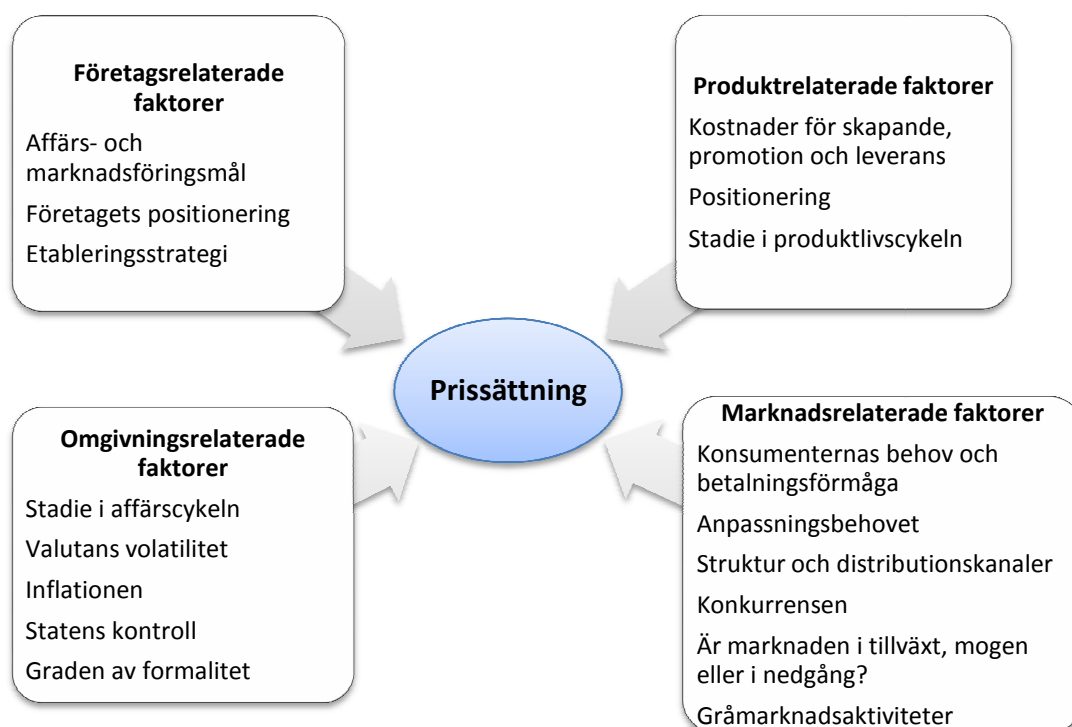 Företagsrelaterade
faktorer
Affärs- och
marknadsföringsmål
Företagets positionering
Etableringsstrategi
Produktrelaterade faktorer
Kostnader för skapande,
promotion och leverans
Positionering
Stadie i produktlivscykeln
Prissättning
Omgivningsrelaterade
faktorer
Stadie i affärscykeln
Valutans volatilitet
Inflationen
Statens kontroll
Graden av formalitet
Marknadsrelaterade faktorer
Konsumenternas behov och
betalningsförmåga
Anpassningsbehovet
Struktur och distributionskanaler
Konkurrensen
Är marknaden i tillväxt, mogen
eller i nedgång?
Gråmarknadsaktiviteter